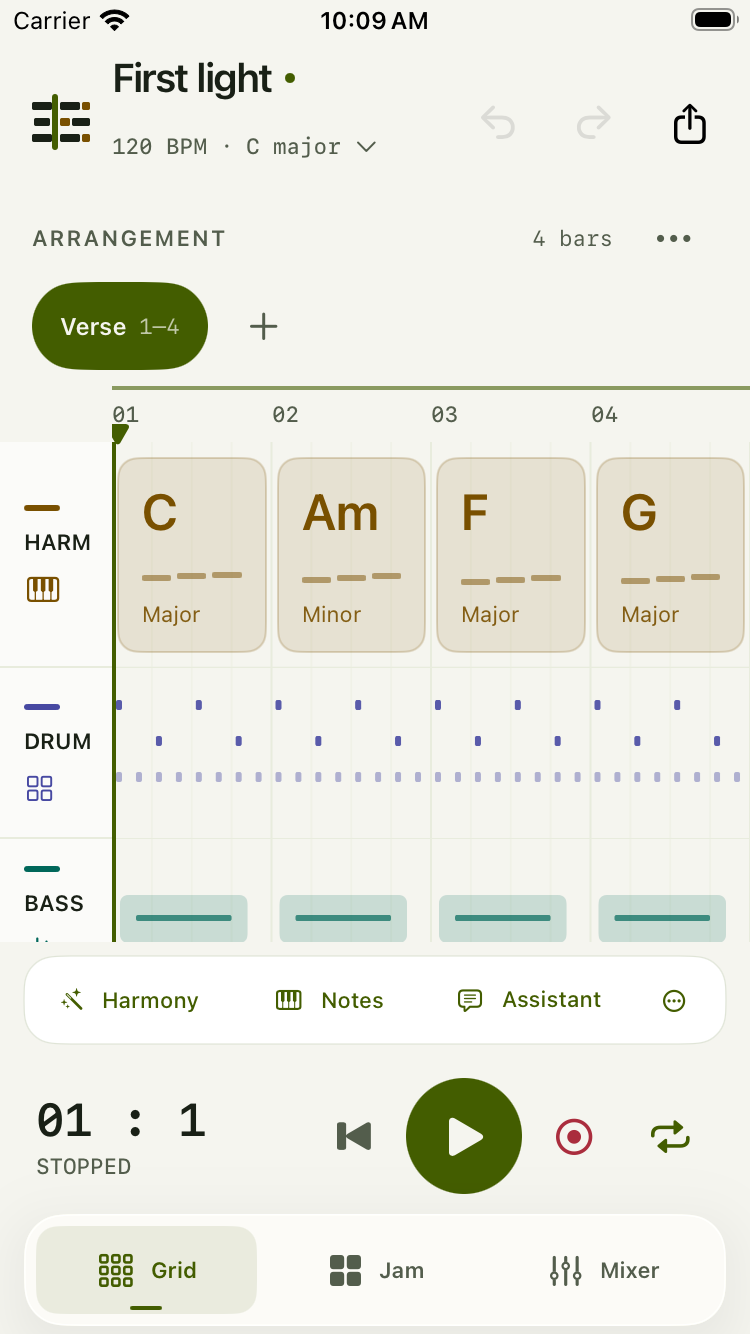 Carrier 10:09 AM
First light
120 BPM · C major
ARRANGEMENT 4 bars
Verse 1–4
01 02 03 04
C Am F G
HARM
Major Minor Major Major
DRUM
BASS
Harmony Notes Assistant
01 : 1
STOPPED
Grid Jam Mixer